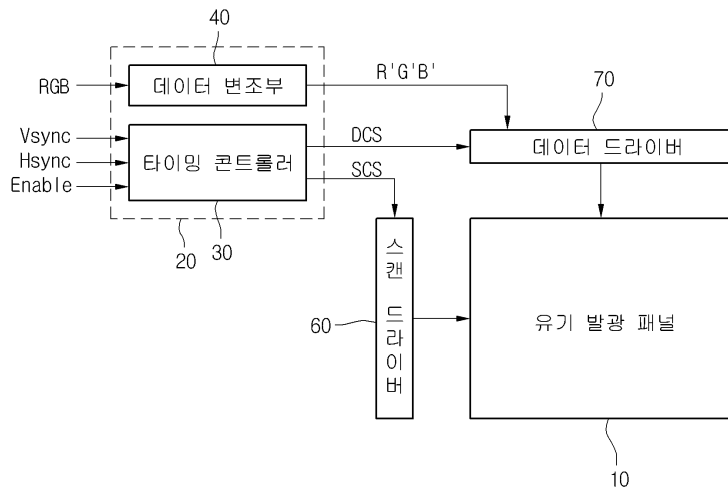 40
RGB
데이터 변조부
R'G'B'
70
Vsync
Hsync
Enable
타이밍 콘트롤러
DCS
SCS
데이터 드라이버
20
30
스캔 드라이버
60
유기 발광 패널
10